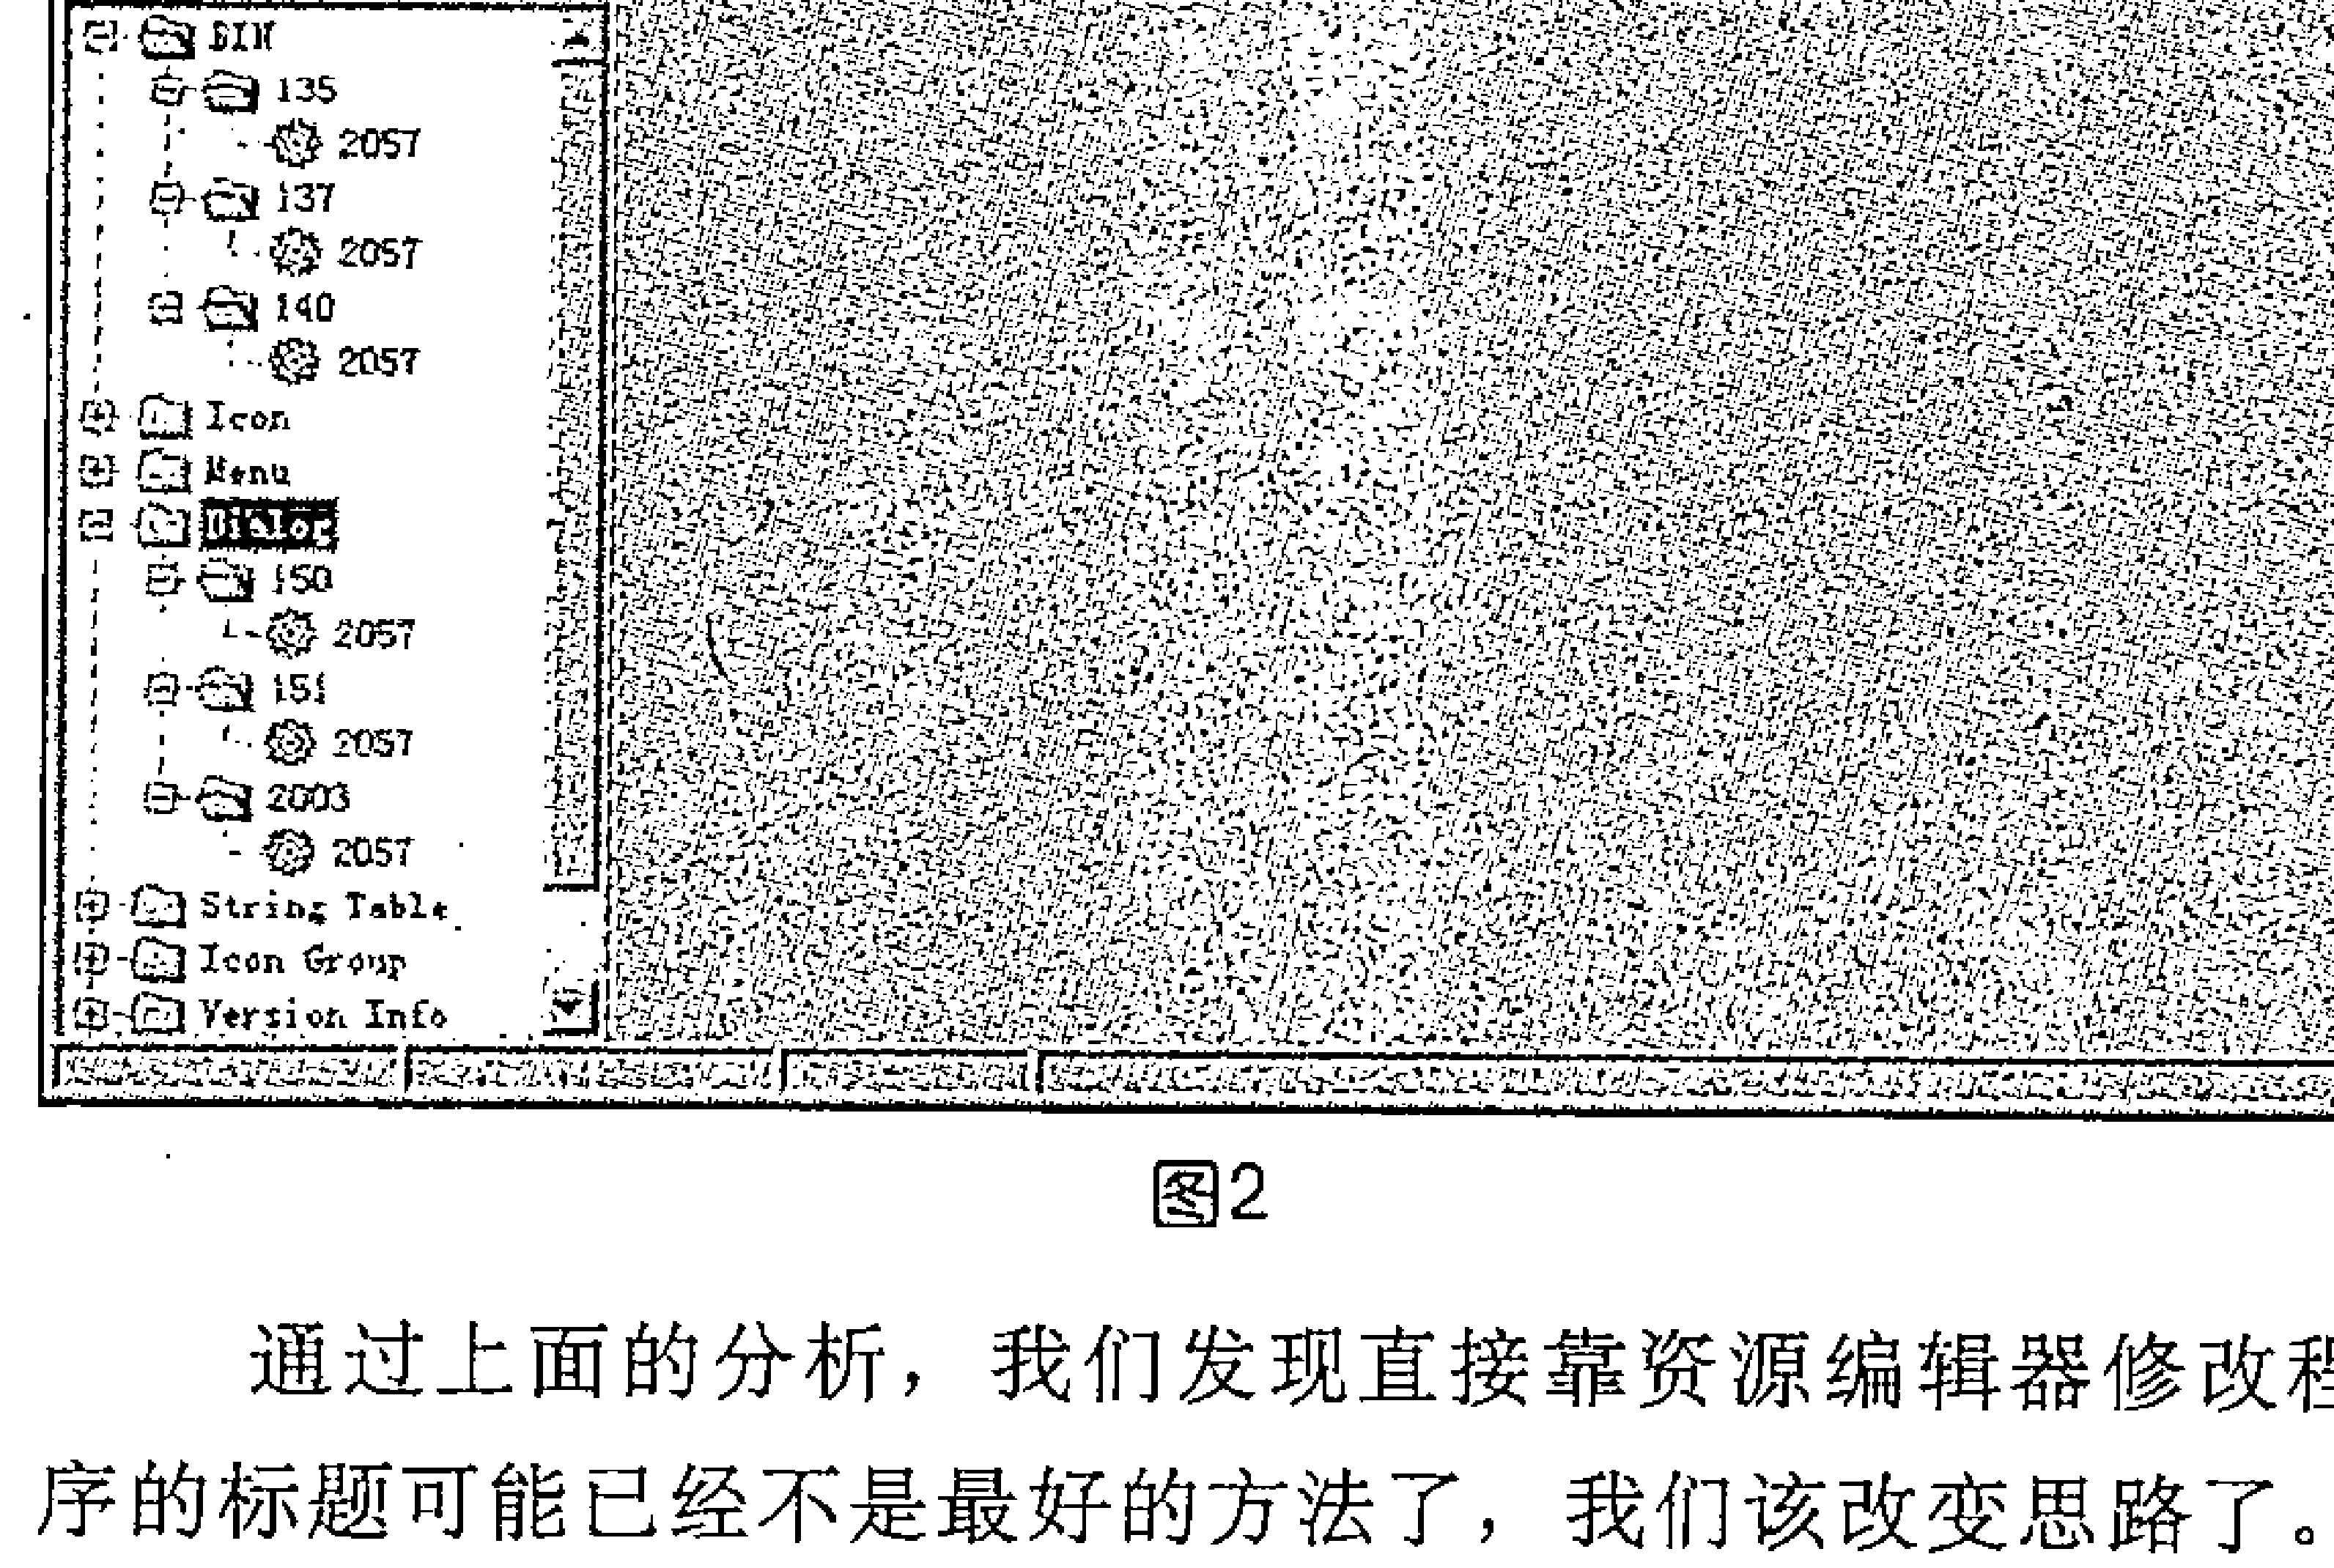 BIN
135
2057
137
2057
140
2057
Icon
Menu
Dialog
150
2057
151
2057
2003
2057
String Table
Icon Group
Version Info
图2
通过上面的分析，我们发现直接靠资源编辑器修改程
序的标题可能已经不是最好的方法了，我们该改变思路了。